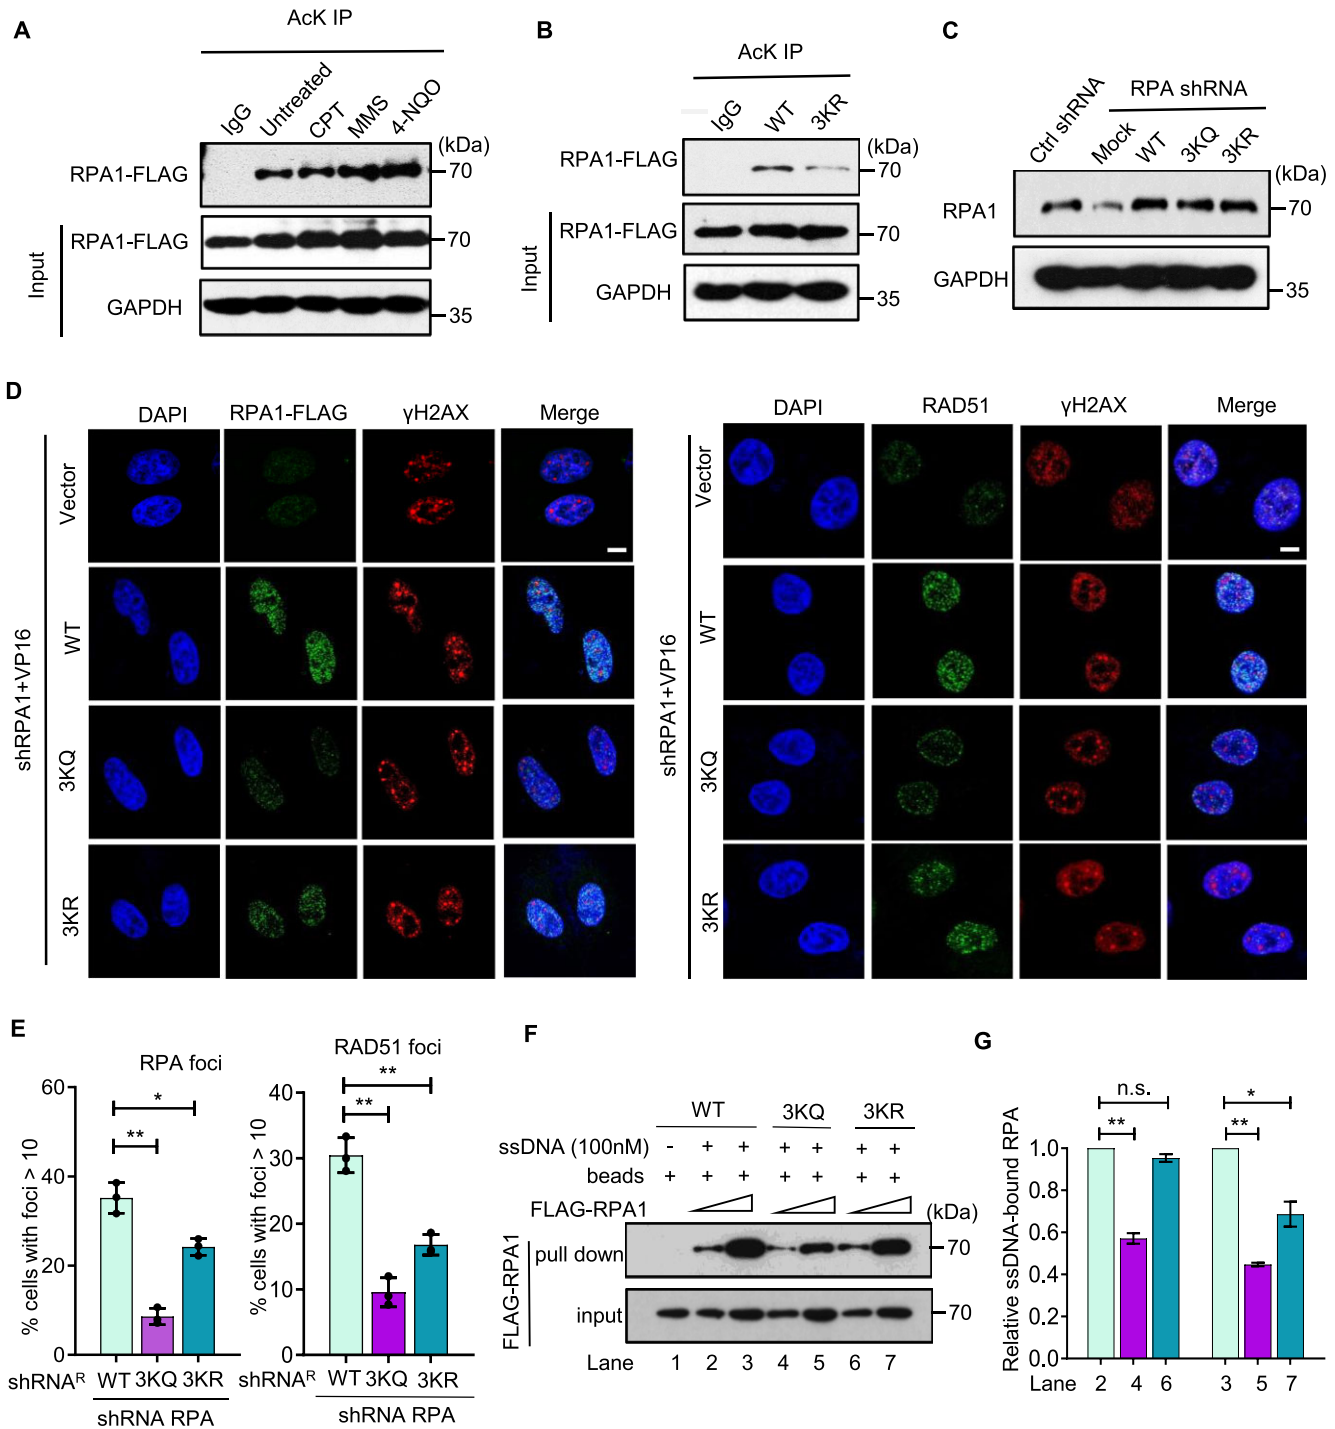 A
AcK IP
IgG
Untreated
CPT
MMS
4-NQO
(kDa)
RPA1-FLAG
70
Input
RPA1-FLAG
70
GAPDH
35
B
AcK IP
IgG
WT
3KR
(kDa)
RPA1-FLAG
70
Input
RPA1-FLAG
70
GAPDH
35
C
Ctrl shRNA
RPA shRNA
Mock
WT
3KQ
3KR
(kDa)
RPA1
70
GAPDH
35
D
DAPI RPA1-FLAG γH2AX Merge
shRPA1+VP16
Vector
WT
3KQ
3KR
DAPI RAD51 γH2AX Merge
shRPA1+VP16
Vector
WT
3KQ
3KR
E
RPA foci
% cells with foci > 10
60
40
20
0
*
**
shRNAᴿ WT 3KQ 3KR
shRNA RPA
RAD51 foci
% cells with foci > 10
40
30
20
10
0
**
**
shRNAᴿ WT 3KQ 3KR
shRNA RPA
F
WT 3KQ 3KR
ssDNA (100nM) - + + + + + +
beads + + + + + + +
FLAG-RPA1
(kDa)
FLAG-RPA1
pull down
70
input
70
Lane 1 2 3 4 5 6 7
G
Relative ssDNA-bound RPA
n.s.
**
*
**
1.0
0.8
0.6
0.4
0.2
0.0
Lane 2 4 6 3 5 7